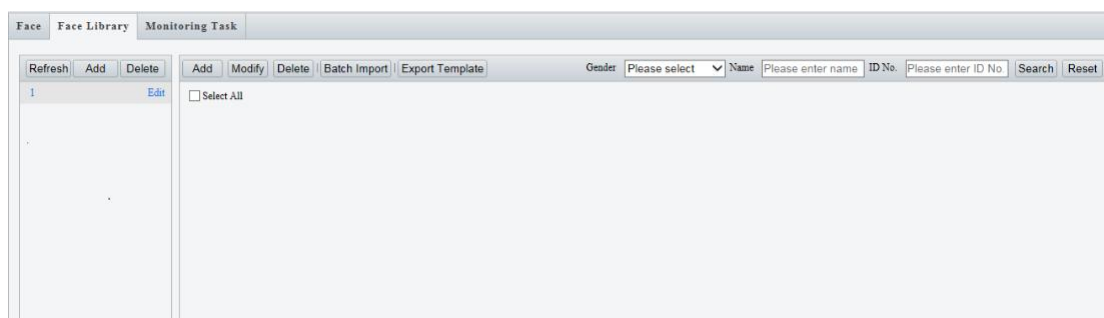 Face Face Library Monitoring Task
Refresh Add Delete Add Modify Delete Batch Import Export Template Gender Please select Name Please enter name ID No. Please enter ID No. Search Reset
1 Edit Select All